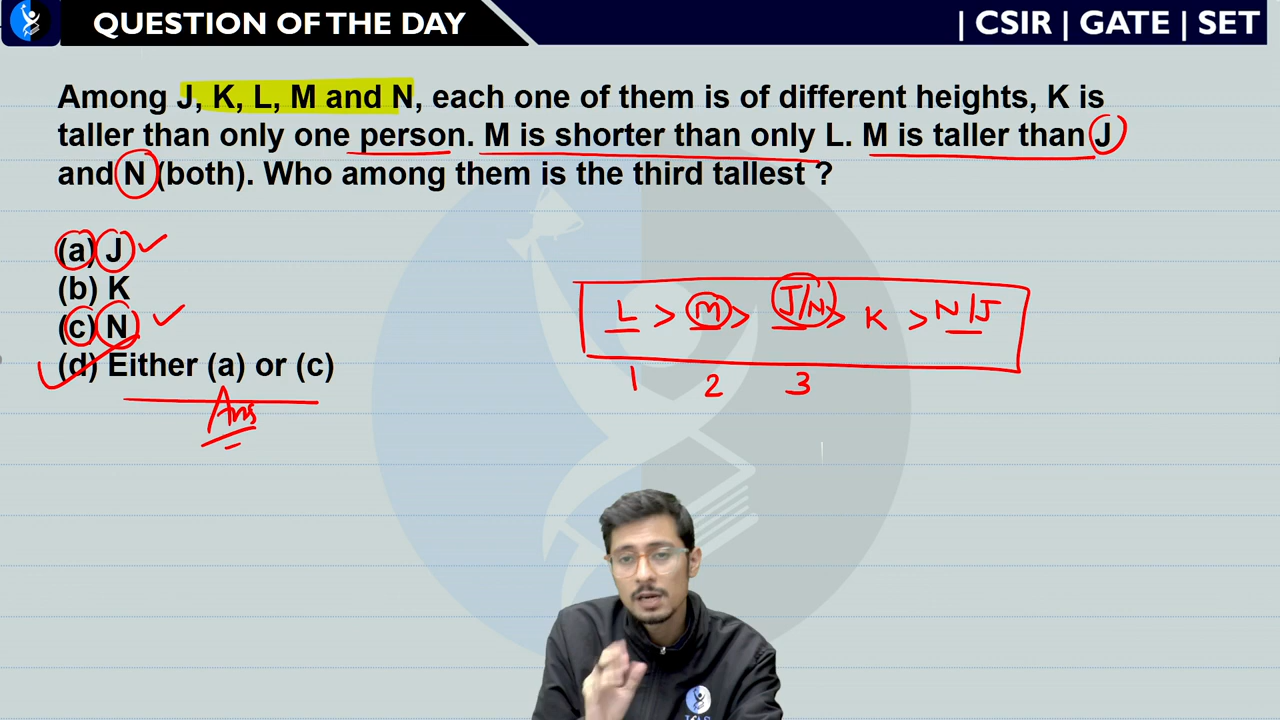 QUESTION OF THE DAY
| CSIR | GATE | SET
Among J, K, L, M and N, each one of them is of different heights, K is
taller than only one person. M is shorter than only L. M is taller than J
and N (both). Who among them is the third tallest ?
(a) J
(b) K
(c) N
(d) Either (a) or (c)
Ans
L > M > J/N > K > N/J
1 2 3
IFAS